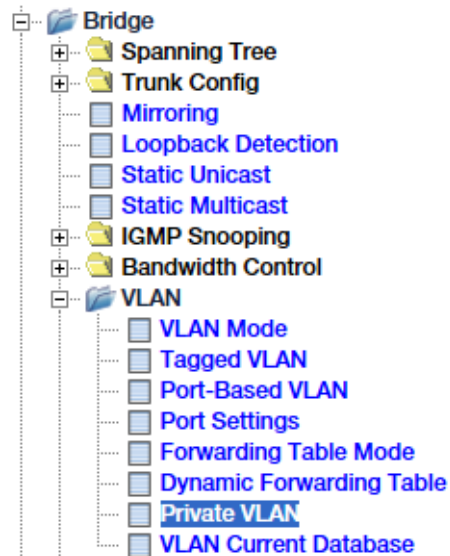 Bridge
Spanning Tree
Trunk Config
Mirroring
Loopback Detection
Static Unicast
Static Multicast
IGMP Snooping
Bandwidth Control
VLAN
VLAN Mode
Tagged VLAN
Port-Based VLAN
Port Settings
Forwarding Table Mode
Dynamic Forwarding Table
Private VLAN
VLAN Current Database